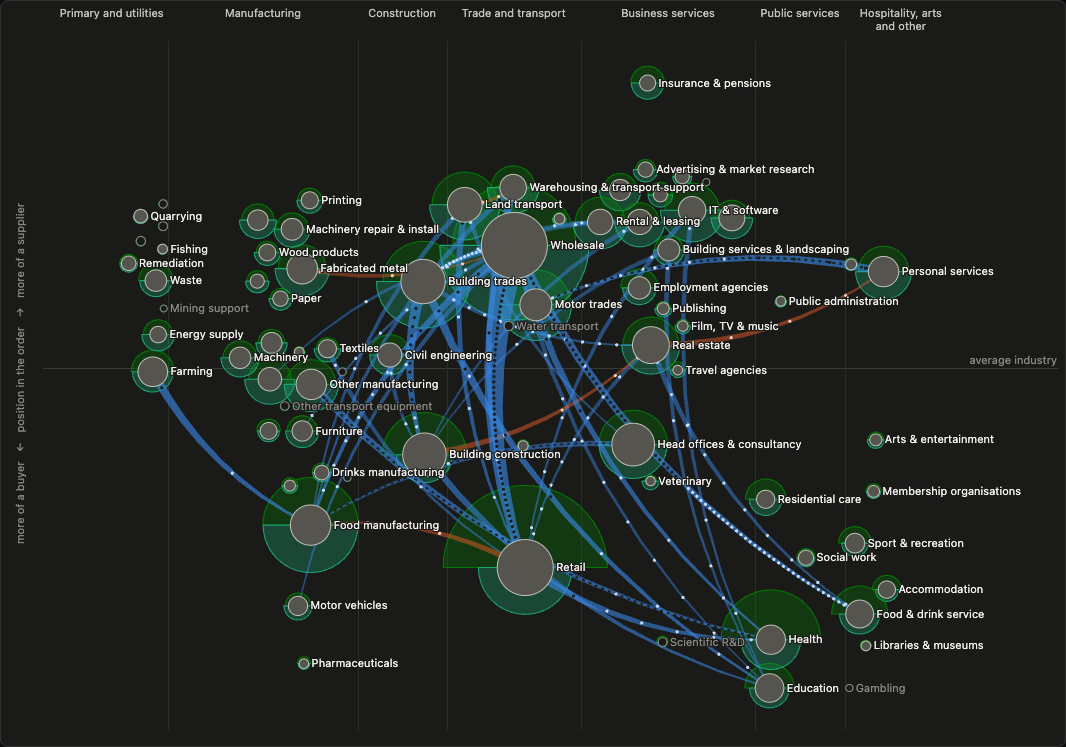 Primary and utilities
Manufacturing
Construction
Trade and transport
Business services
Public services
Hospitality, arts
and other
more of a buyer ← position in the order → more of a supplier
Insurance & pensions
Advertising & market research
Warehousing & transport support
Printing
Land transport
IT & software
Quarrying
Rental & leasing
Machinery repair & install
Wholesale
Fishing
Wood products
Building services & landscaping
Remediation
Fabricated metal
Personal services
Waste
Building trades
Employment agencies
Paper
Motor trades
Public administration
Mining support
Publishing
Water transport
Film, TV & music
Energy supply
Real estate
Textiles
Civil engineering
Machinery
average industry
Farming
Travel agencies
Other manufacturing
Other transport equipment
Furniture
Arts & entertainment
Head offices & consultancy
Building construction
Drinks manufacturing
Veterinary
Membership organisations
Residential care
Food manufacturing
Sport & recreation
Social work
Retail
Accommodation
Motor vehicles
Food & drink service
Health
Scientific R&D
Libraries & museums
Pharmaceuticals
Education
Gambling